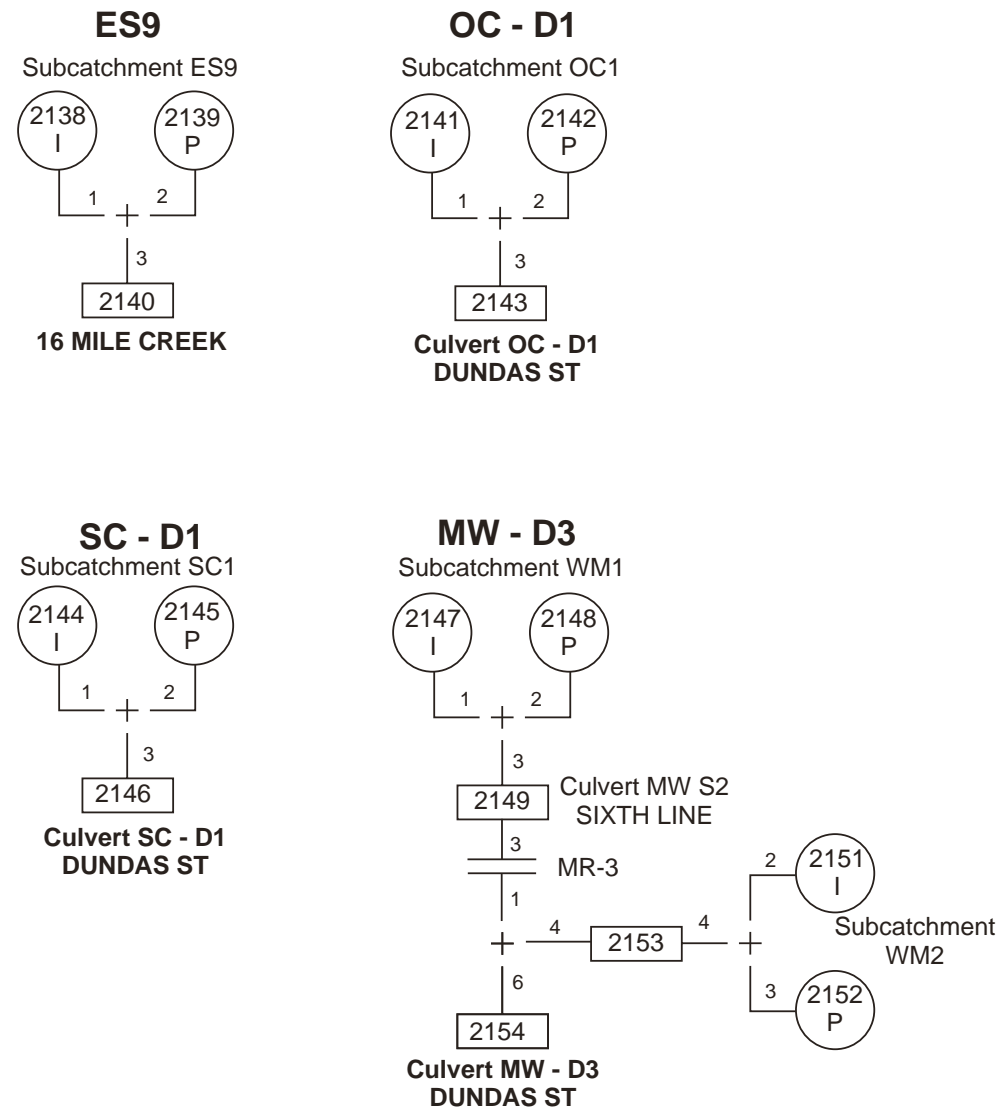 ES9
Subcatchment ES9
2138
I
2139
P
1
2
3
2140
16 MILE CREEK
OC - D1
Subcatchment OC1
2141
I
2142
P
1
2
3
2143
Culvert OC - D1
DUNDAS ST
SC - D1
Subcatchment SC1
2144
I
2145
P
1
2
3
2146
Culvert SC - D1
DUNDAS ST
MW - D3
Subcatchment WM1
2147
I
2148
P
1
2
3
2149
Culvert MW S2
SIXTH LINE
3
MR-3
1
4
2153
4
2
2151
I
Subcatchment
WM2
3
2152
P
6
2154
Culvert MW - D3
DUNDAS ST